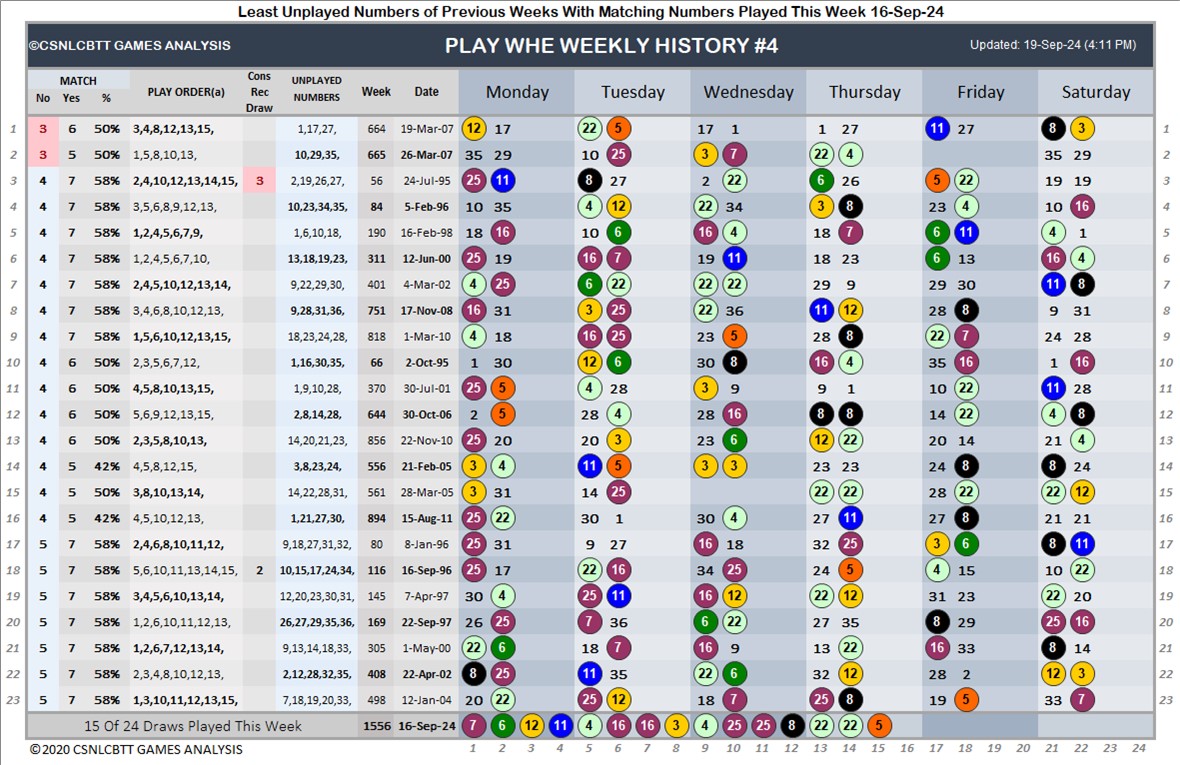 Least Unplayed Numbers of Previous Weeks With Matching Numbers Played This Week 16-Sep-24
©CSNLCBTT GAMES ANALYSIS PLAY WHE WEEKLY HISTORY #4 Updated: 19-Sep-24 (4:11 PM)
MATCH PLAY ORDER(a) Cons Rec Draw UNPLAYED NUMBERS Week Date Monday Tuesday Wednesday Thursday Friday Saturday
No Yes %
1 3 6 50% 3,4,8,12,13,15, 1,17,27, 664 19-Mar-07 12 17 22 5 17 1 1 27 11 27 8 3 1
2 3 5 50% 1,5,8,10,13, 10,29,35, 665 26-Mar-07 35 29 10 25 3 7 22 4 35 29 2
3 4 7 58% 2,4,10,12,13,14,15, 3 2,19,26,27, 56 24-Jul-95 25 11 8 27 2 22 6 26 5 22 19 19 3
4 4 7 58% 3,5,6,8,9,12,13, 10,23,34,35, 84 5-Feb-96 10 35 4 12 22 34 3 8 23 4 10 16 4
5 4 7 58% 1,2,4,5,6,7,9, 1,6,10,18, 190 16-Feb-98 18 16 10 6 16 4 18 7 6 11 4 1 5
6 4 7 58% 1,2,4,5,6,7,10, 13,18,19,23, 311 12-Jun-00 25 19 16 7 19 11 18 23 6 13 16 4 6
7 4 7 58% 2,4,5,10,12,13,14, 9,22,29,30, 401 4-Mar-02 4 25 6 22 22 22 29 9 29 30 11 8 7
8 4 7 58% 3,4,6,8,10,12,13, 9,28,31,36, 751 17-Nov-08 16 31 3 25 22 36 11 12 28 8 9 31 8
9 4 7 58% 1,5,6,10,12,13,15, 18,23,24,28, 818 1-Mar-10 4 18 16 25 23 5 28 8 22 7 24 28 9
10 4 6 50% 2,3,5,6,7,12, 1,16,30,35, 66 2-Oct-95 1 30 12 6 30 8 16 4 35 16 1 16 10
11 4 6 50% 4,5,8,10,13,15, 1,9,10,28, 370 30-Jul-01 25 5 4 28 3 9 9 1 10 22 11 28 11
12 4 6 50% 5,6,9,12,13,15, 2,8,14,28, 644 30-Oct-06 2 5 28 4 28 16 8 8 14 22 4 8 12
13 4 6 50% 2,3,5,8,10,13, 14,20,21,23, 856 22-Nov-10 25 20 20 3 23 6 12 22 20 14 21 4 13
14 4 5 42% 4,5,8,12,15, 3,8,23,24, 556 21-Feb-05 3 4 11 5 3 3 23 23 24 8 8 24 14
15 4 5 50% 3,8,10,13,14, 14,22,28,31, 561 28-Mar-05 3 31 14 25 22 22 28 22 22 12 15
16 4 5 42% 4,5,10,12,13, 1,21,27,30, 894 15-Aug-11 25 22 30 1 30 4 27 11 27 8 21 21 16
17 5 7 58% 2,4,6,8,10,11,12, 9,18,27,31,32, 80 8-Jan-96 25 31 9 27 16 18 32 25 3 6 8 11 17
18 5 7 58% 5,6,10,11,13,14,15, 2 10,15,17,24,34, 116 16-Sep-96 25 17 22 16 34 25 24 5 4 15 10 22 18
19 5 7 58% 3,4,5,6,10,13,14, 12,20,23,30,31, 145 7-Apr-97 30 4 25 11 16 12 22 12 31 23 22 20 19
20 5 7 58% 1,2,6,10,11,12,13, 26,27,29,35,36, 169 22-Sep-97 26 25 7 36 6 22 27 35 8 29 25 16 20
21 5 7 58% 1,2,6,7,12,13,14, 9,13,14,18,33, 305 1-May-00 22 6 18 7 16 9 13 22 16 33 8 14 21
22 5 7 58% 2,3,4,8,10,12,13, 2,12,28,32,35, 408 22-Apr-02 8 25 11 35 22 6 32 12 28 2 12 3 22
23 5 7 58% 1,3,10,11,12,13,15, 7,18,19,20,33, 497 12-Jan-04 20 22 25 12 18 7 25 8 19 5 33 7 23
15 Of 24 Draws Played This Week 1556 16-Sep-24 7 6 12 11 4 16 16 3 4 25 25 8 22 22 5
© 2020 CSNLCBTT GAMES ANALYSIS 1 2 3 4 5 6 7 8 9 10 11 12 13 14 15 16 17 18 19 20 21 22 23 24